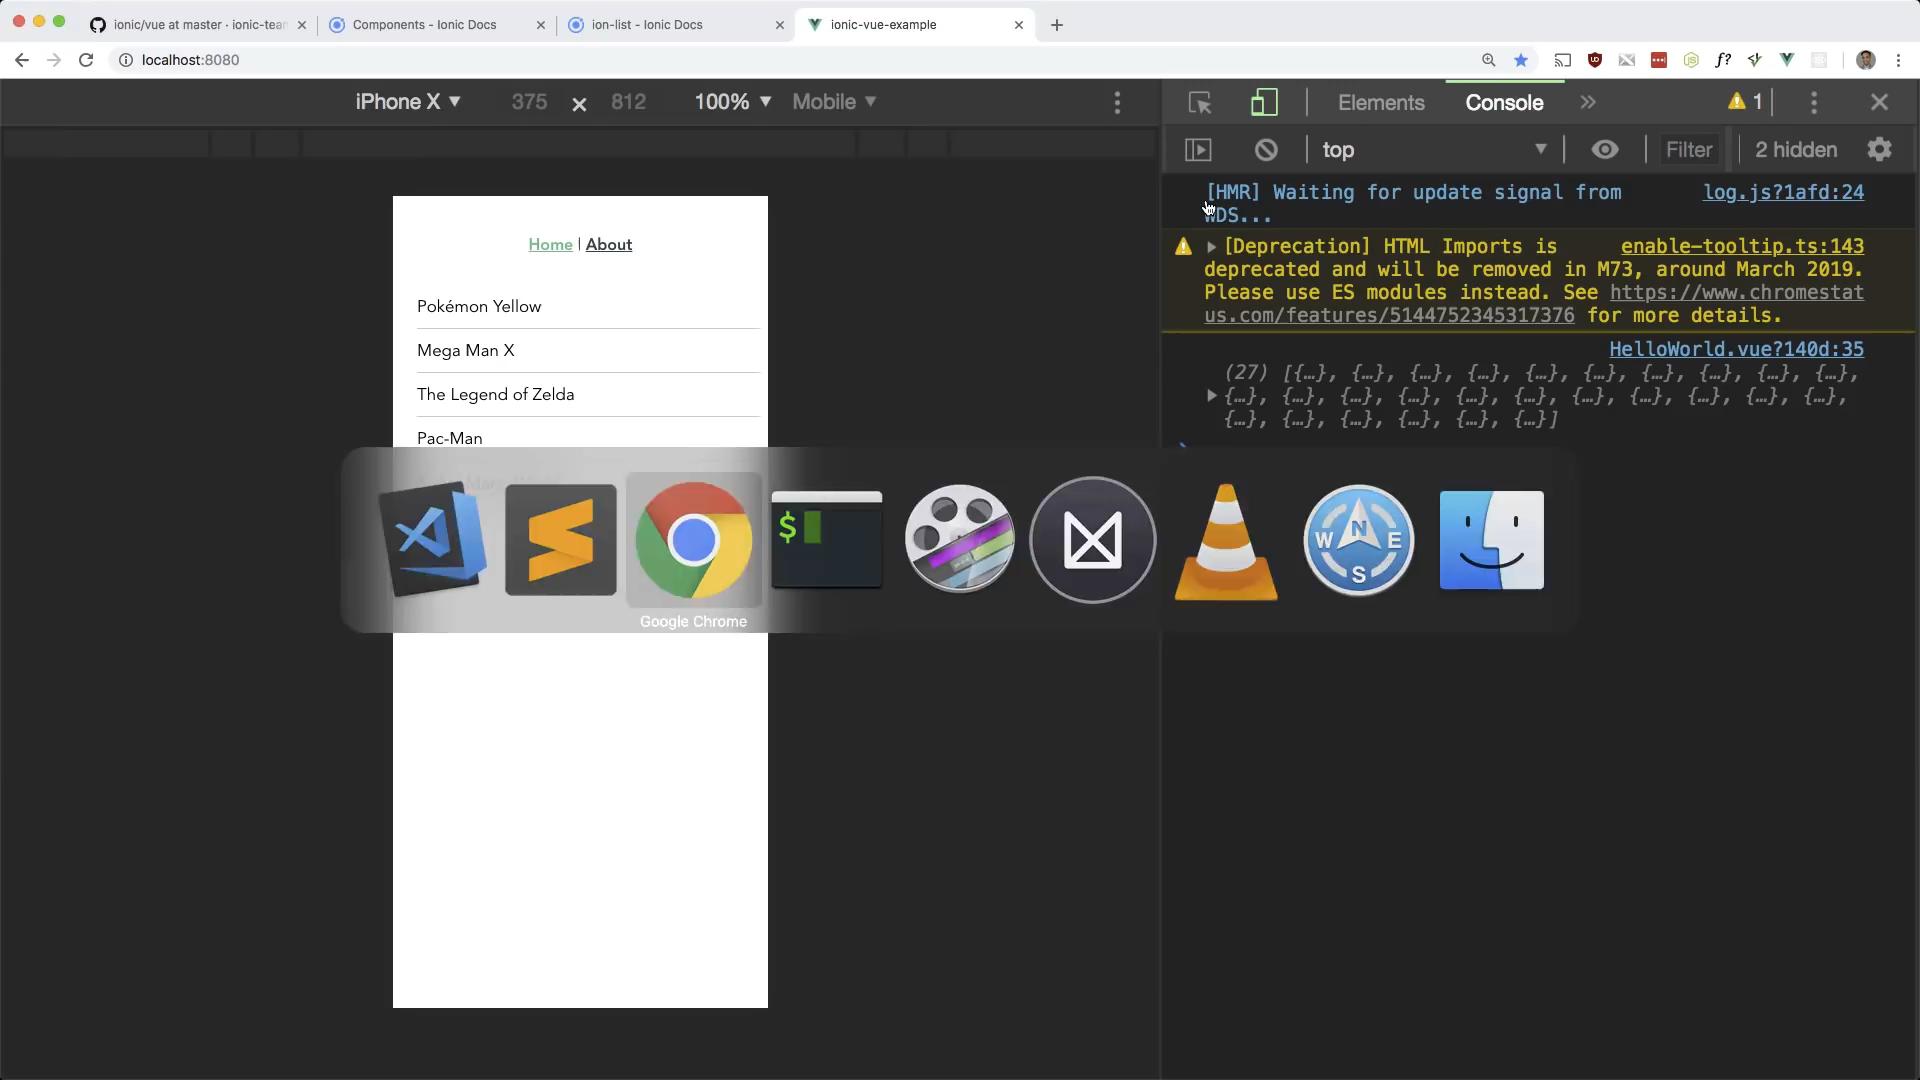 ionic/vue at master · ionic-team
Components - Ionic Docs
ion-list - Ionic Docs
ionic-vue-example
localhost:8080
iPhone X
375
812
100%
Mobile
Elements
Console
1
top
Filter
2 hidden
[HMR] Waiting for update signal from log.js?1afd:24
WDS...
[Deprecation] HTML Imports is enable-tooltip.ts:143
deprecated and will be removed in M73, around March 2019.
Please use ES modules instead. See https://www.chromestat
us.com/features/5144752345317376 for more details.
HelloWorld.vue?140d:35
(27) [{…}, {…}, {…}, {…}, {…}, {…}, {…}, {…}, {…}, {…},
{…}, {…}, {…}, {…}, {…}, {…}, {…}, {…}, {…}, {…}, {…},
{…}, {…}, {…}, {…}, {…}, {…}]
Home | About
Pokémon Yellow
Mega Man X
The Legend of Zelda
Pac-Man
$
N
W E
S
Google Chrome